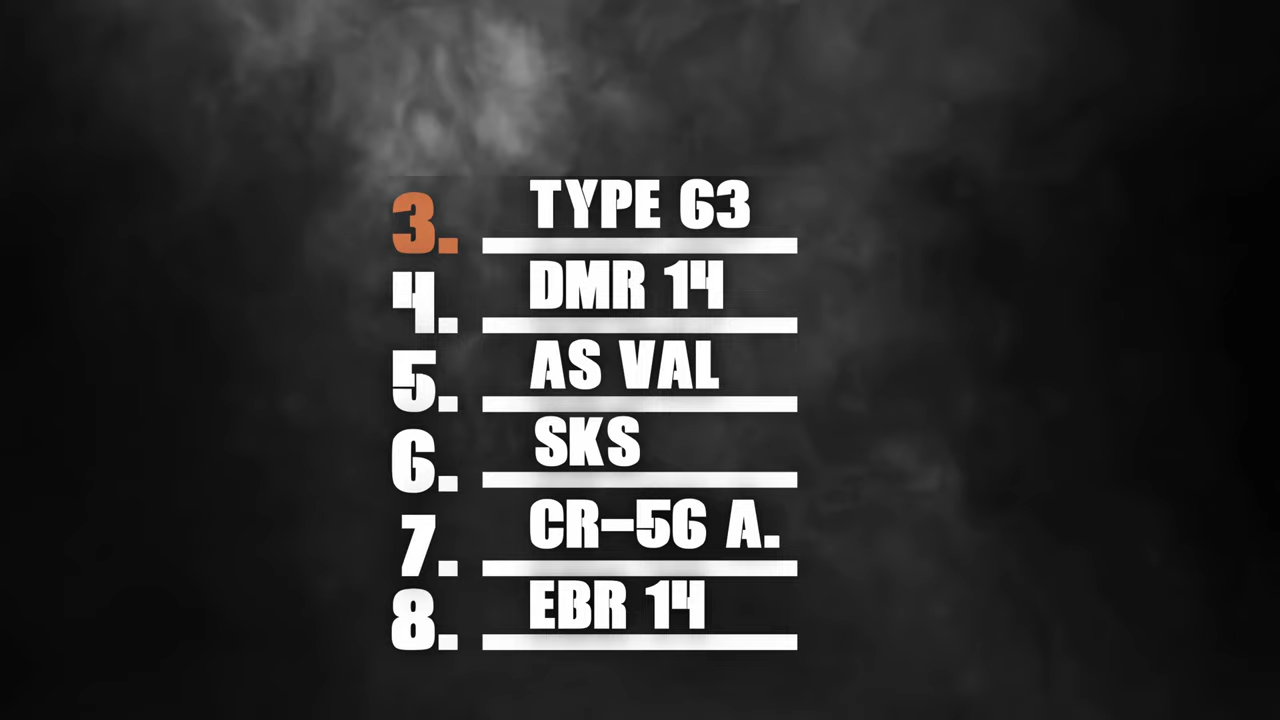 3. TYPE 63
4. DMR 14
5. AS VAL
6. SKS
7. CR-56 A.
8. EBR 14